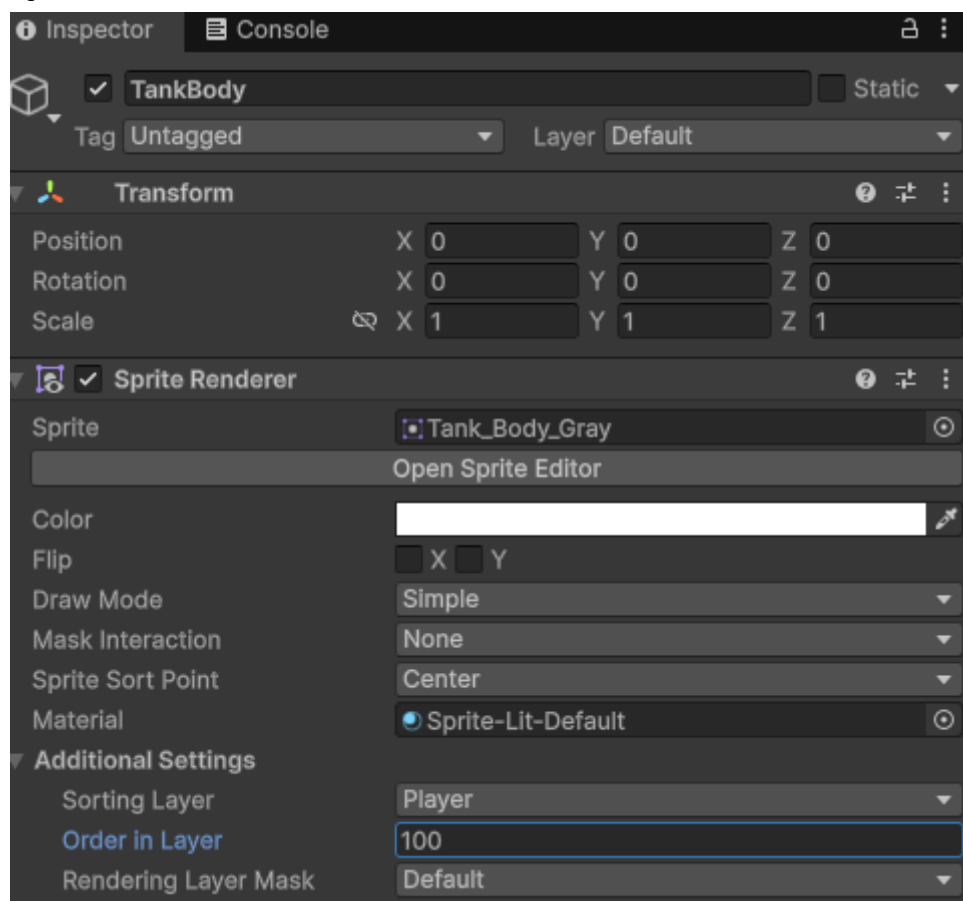 Inspector Console
TankBody Static
Tag Untagged Layer Default
Transform
Position X 0 Y 0 Z 0
Rotation X 0 Y 0 Z 0
Scale X 1 Y 1 Z 1
Sprite Renderer
Sprite Tank_Body_Gray
Open Sprite Editor
Color
Flip X Y
Draw Mode Simple
Mask Interaction None
Sprite Sort Point Center
Material Sprite-Lit-Default
Additional Settings
Sorting Layer Player
Order in Layer 100
Rendering Layer Mask Default